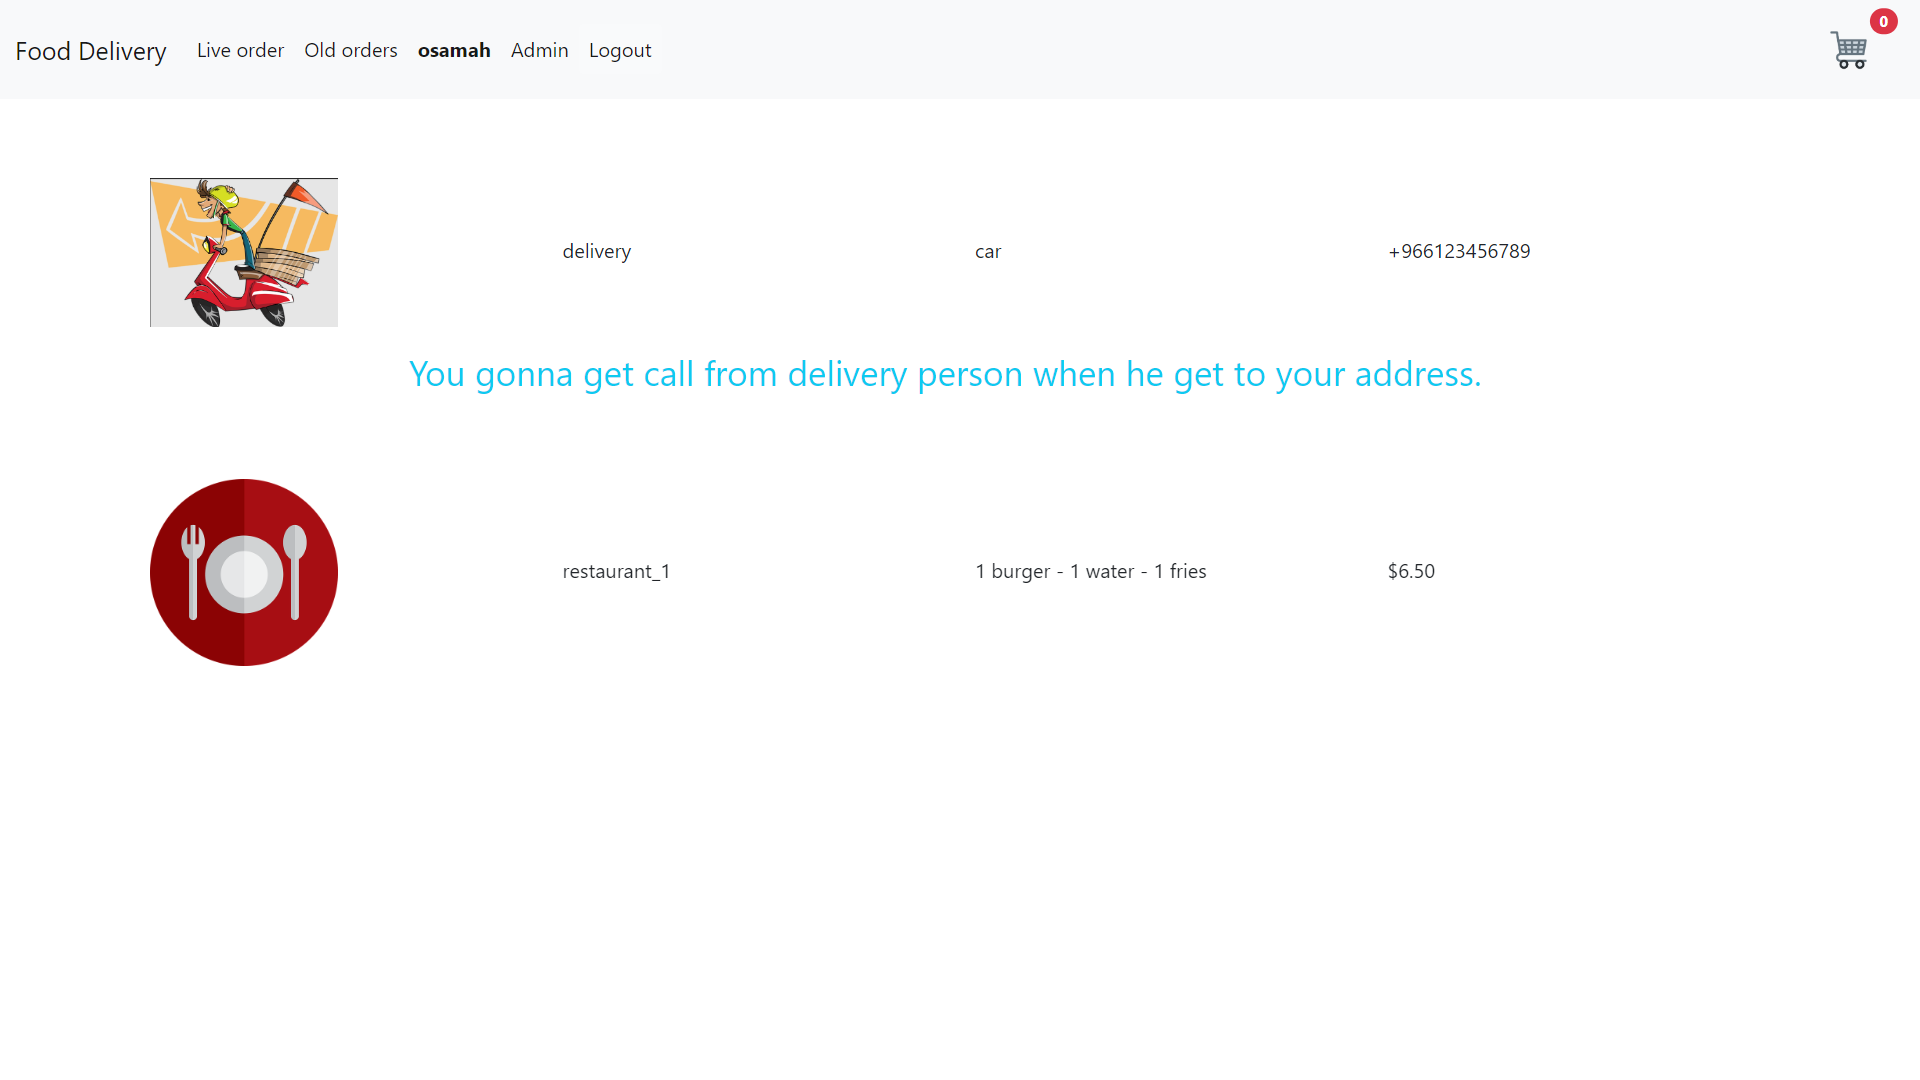 Food Delivery Live order Old orders osamah Admin Logout 0
delivery car +966123456789
You gonna get call from delivery person when he get to your address.
restaurant_1 1 burger - 1 water - 1 fries $6.50